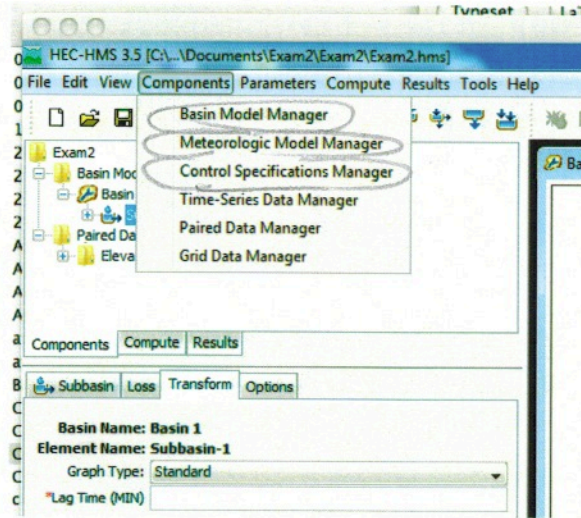 Typeset
HEC-HMS 3.5 [C:\...\Documents\Exam2\Exam2\Exam2.hms]
File Edit View Components Parameters Compute Results Tools Help
Basin Model Manager
Meteorologic Model Manager
Control Specifications Manager
Time-Series Data Manager
Paired Data Manager
Grid Data Manager
Exam2
Basin Moc
Basin
S
Paired Da
Eleva
Ba
Components Compute Results
Subbasin Loss Transform Options
Basin Name: Basin 1
Element Name: Subbasin-1
Graph Type: Standard
*Lag Time (MIN)